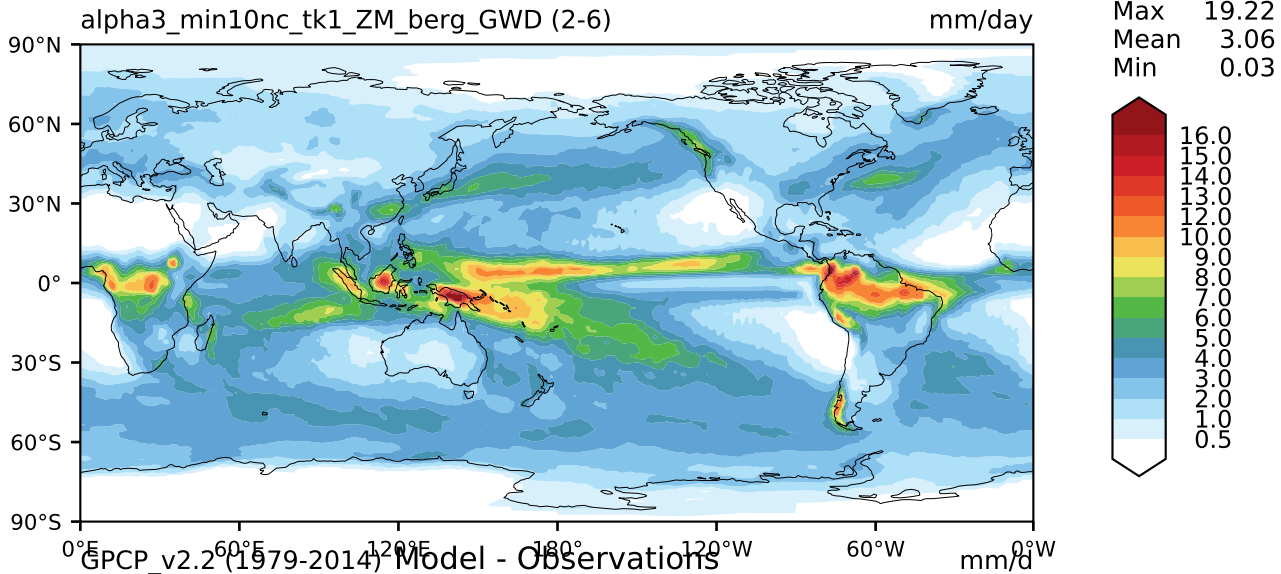 alpha3_min10nc_tk1_ZM_berg_GWD (2-6) mm/day
Max 19.22
Mean 3.06
Min 0.03
90°N
60°N
30°N
0°
30°S
60°S
90°S
0°E 60°E 120°E 180° 120°W 60°W 0°W
GPCP_v2.2 (1979-2014) Model - Observations mm/d
16.0
15.0
14.0
13.0
12.0
10.0
9.0
8.0
7.0
6.0
5.0
4.0
3.0
2.0
1.0
0.5